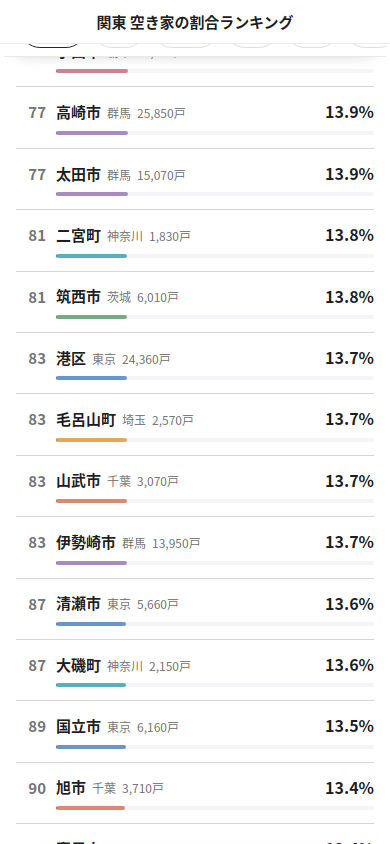 関東 空き家の割合ランキング
77 高崎市 群馬 25,850戸 13.9%
77 太田市 群馬 15,070戸 13.9%
81 二宮町 神奈川 1,830戸 13.8%
81 筑西市 茨城 6,010戸 13.8%
83 港区 東京 24,360戸 13.7%
83 毛呂山町 埼玉 2,570戸 13.7%
83 山武市 千葉 3,070戸 13.7%
83 伊勢崎市 群馬 13,950戸 13.7%
87 清瀬市 東京 5,660戸 13.6%
87 大磯町 神奈川 2,150戸 13.6%
89 国立市 東京 6,160戸 13.5%
90 旭市 千葉 3,710戸 13.4%